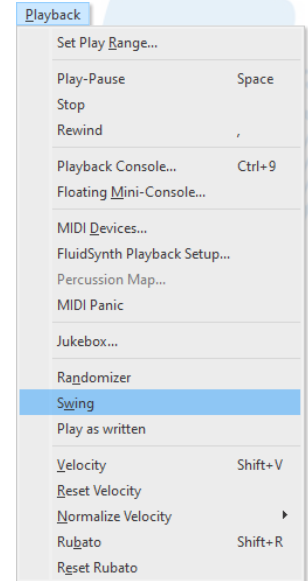 Playback
Set Play Range...
Play-Pause Space
Stop
Rewind ,
Playback Console... Ctrl+9
Floating Mini-Console...
MIDI Devices...
FluidSynth Playback Setup...
Percussion Map...
MIDI Panic
Jukebox...
Randomizer
Swing
Play as written
Velocity Shift+V
Reset Velocity
Normalize Velocity
Rubato Shift+R
Reset Rubato